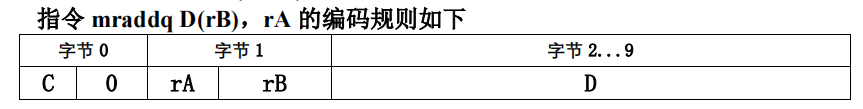 指令 mraddq D(rB)，rA 的编码规则如下
字节 0 字节 1 字节 2...9
C 0 rA rB D